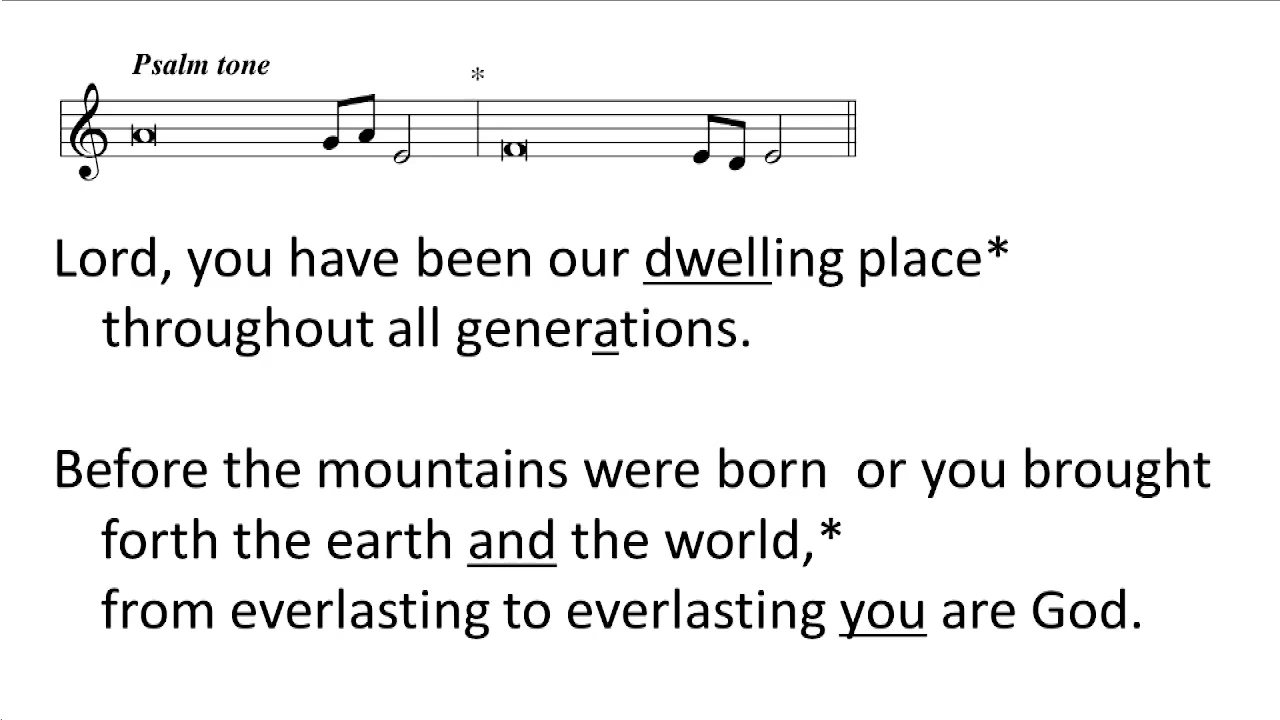 Psalm tone
*
Lord, you have been our dwelling place*
throughout all generations.
Before the mountains were born or you brought
forth the earth and the world,*
from everlasting to everlasting you are God.